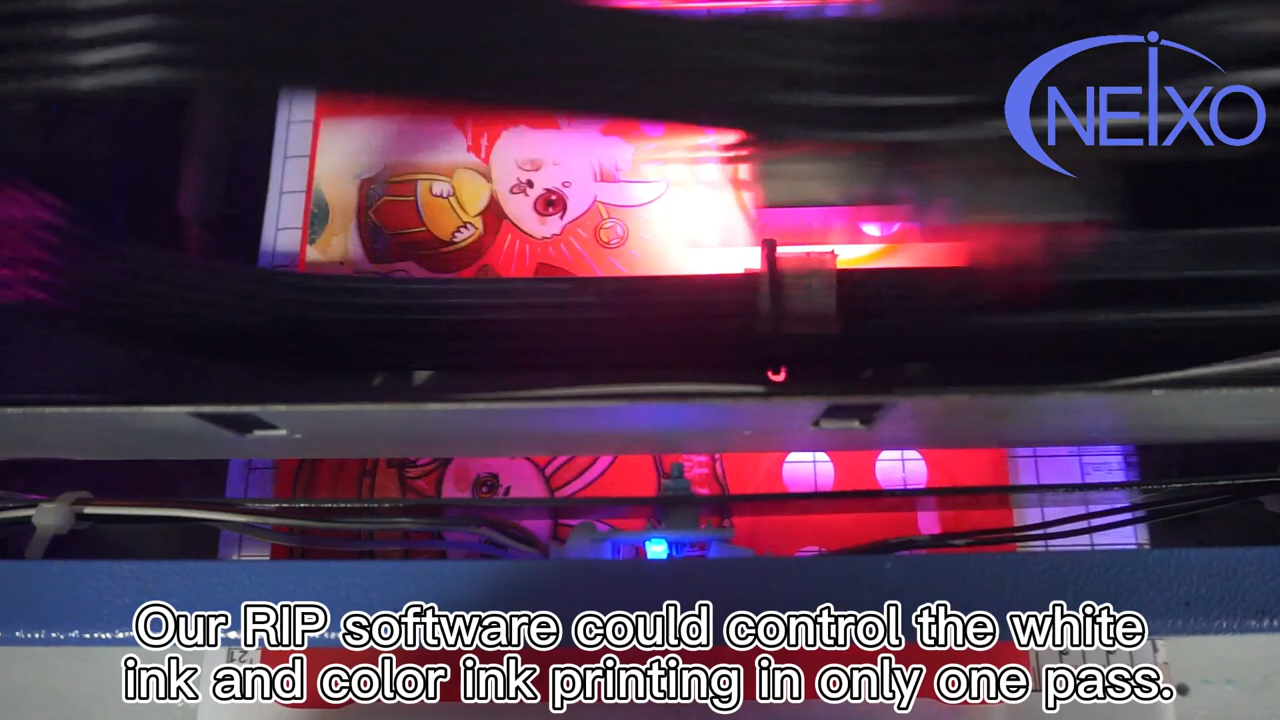 NEIXO
Our RIP software could control the white
ink and color ink printing in only one pass.